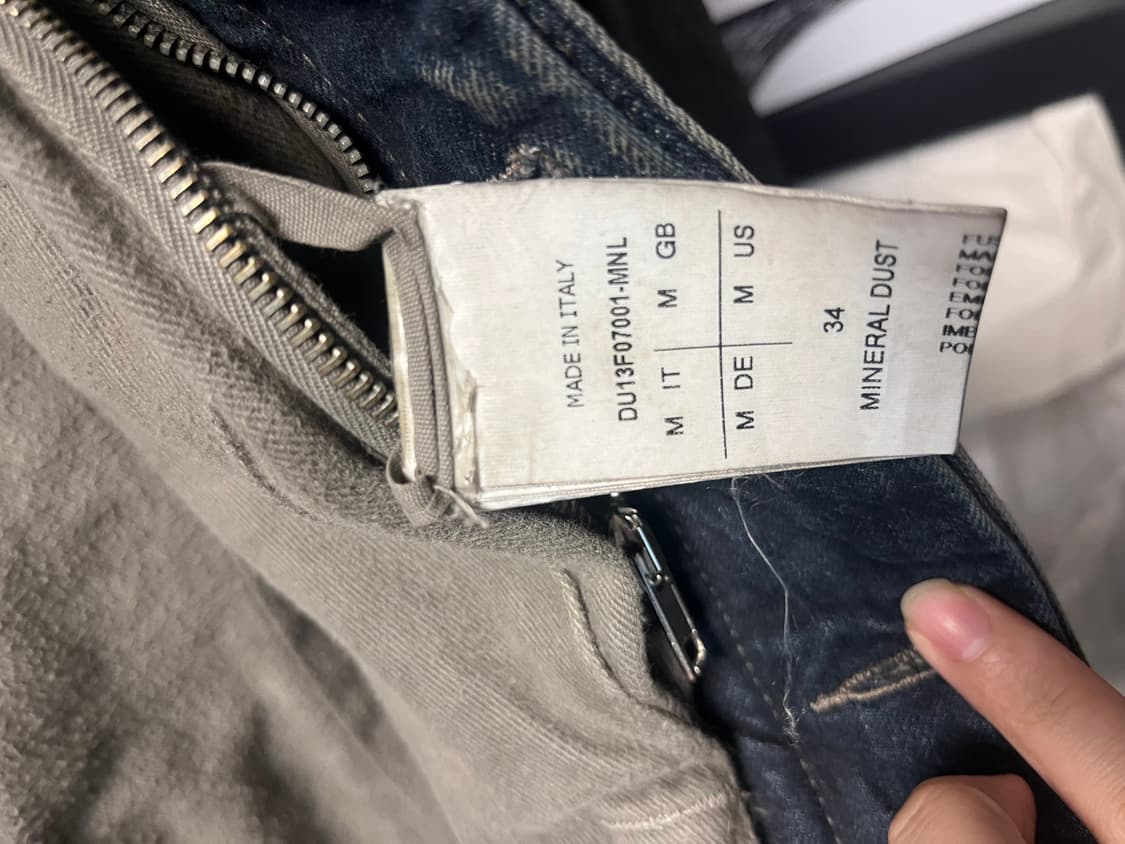 MADE IN ITALY
DU13F07001-MNL
M IT M GB
M DE M US
34
MINERAL DUST